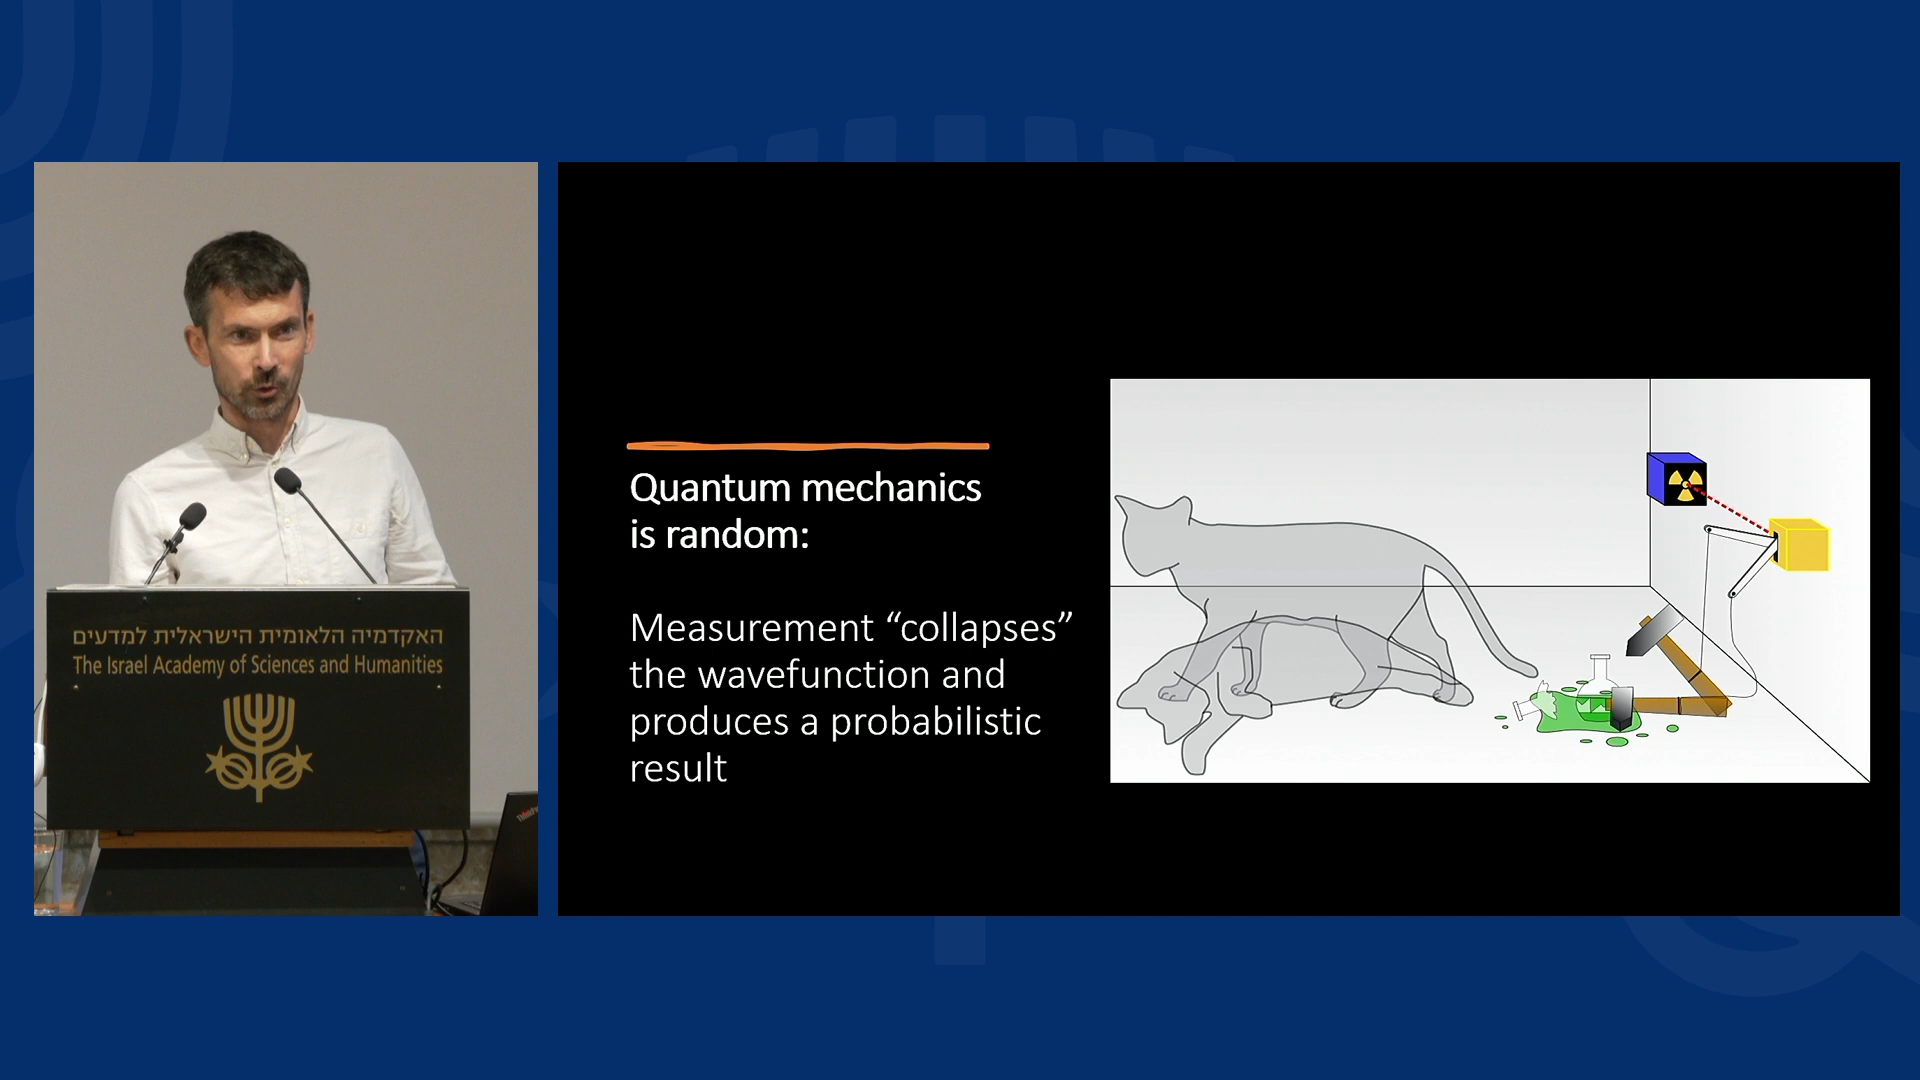 האקדמיה הלאומית הישראלית למדעים
The Israel Academy of Sciences and Humanities
Quantum mechanics
is random:
Measurement “collapses”
the wavefunction and
produces a probabilistic
result